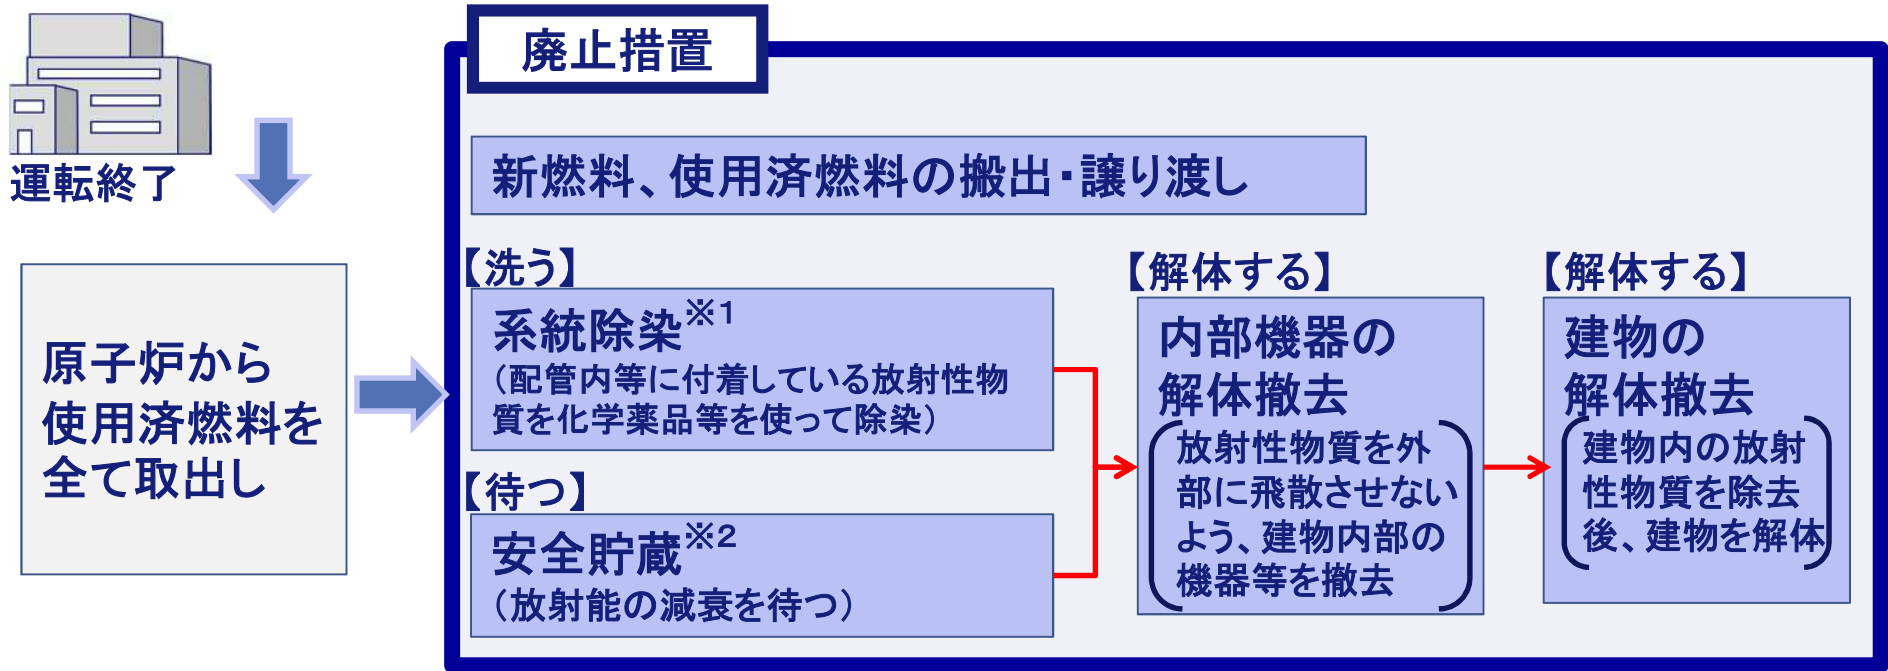 運転終了
原子炉から
使用済燃料を
全て取出し
廃止措置
新燃料、使用済燃料の搬出・譲り渡し
【洗う】
系統除染※1
（配管内等に付着している放射性物
質を化学薬品等を使って除染）
【待つ】
安全貯蔵※2
（放射能の減衰を待つ）
【解体する】
内部機器の
解体撤去
放射性物質を外
部に飛散させない
よう、建物内部の
機器等を撤去
【解体する】
建物の
解体撤去
建物内の放射
性物質を除去
後、建物を解体